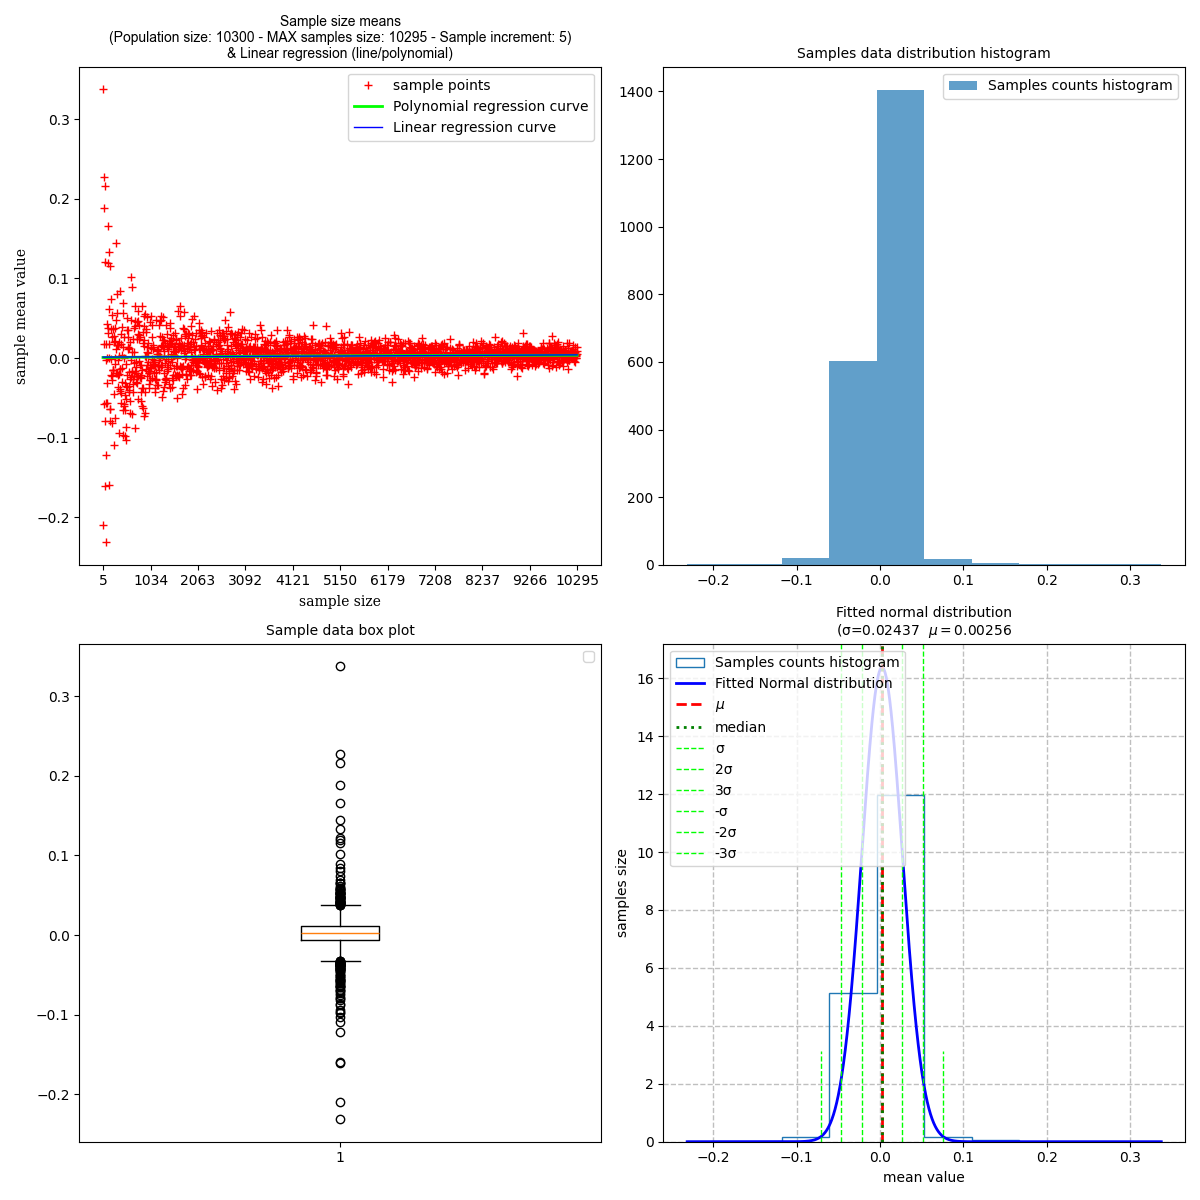 Sample size means
(Population size: 10300 - MAX samples size: 10295 - Sample increment: 5)
& Linear regression (line/polynomial)
sample points
Polynomial regression curve
Linear regression curve
sample mean value
0.3
0.2
0.1
0.0
−0.1
−0.2
5 1034 2063 3092 4121 5150 6179 7208 8237 9266 10295
sample size
Samples data distribution histogram
Samples counts histogram
1400
1200
1000
800
600
400
200
0
−0.2 −0.1 0.0 0.1 0.2 0.3
Sample data box plot
0.3
0.2
0.1
0.0
−0.1
−0.2
1
Fitted normal distribution
(σ=0.02437 μ = 0.00256
Samples counts histogram
Fitted Normal distribution
μ
median
σ
2σ
3σ
-σ
-2σ
-3σ
samples size
16
14
12
10
8
6
4
2
0
−0.2 −0.1 0.0 0.1 0.2 0.3
mean value